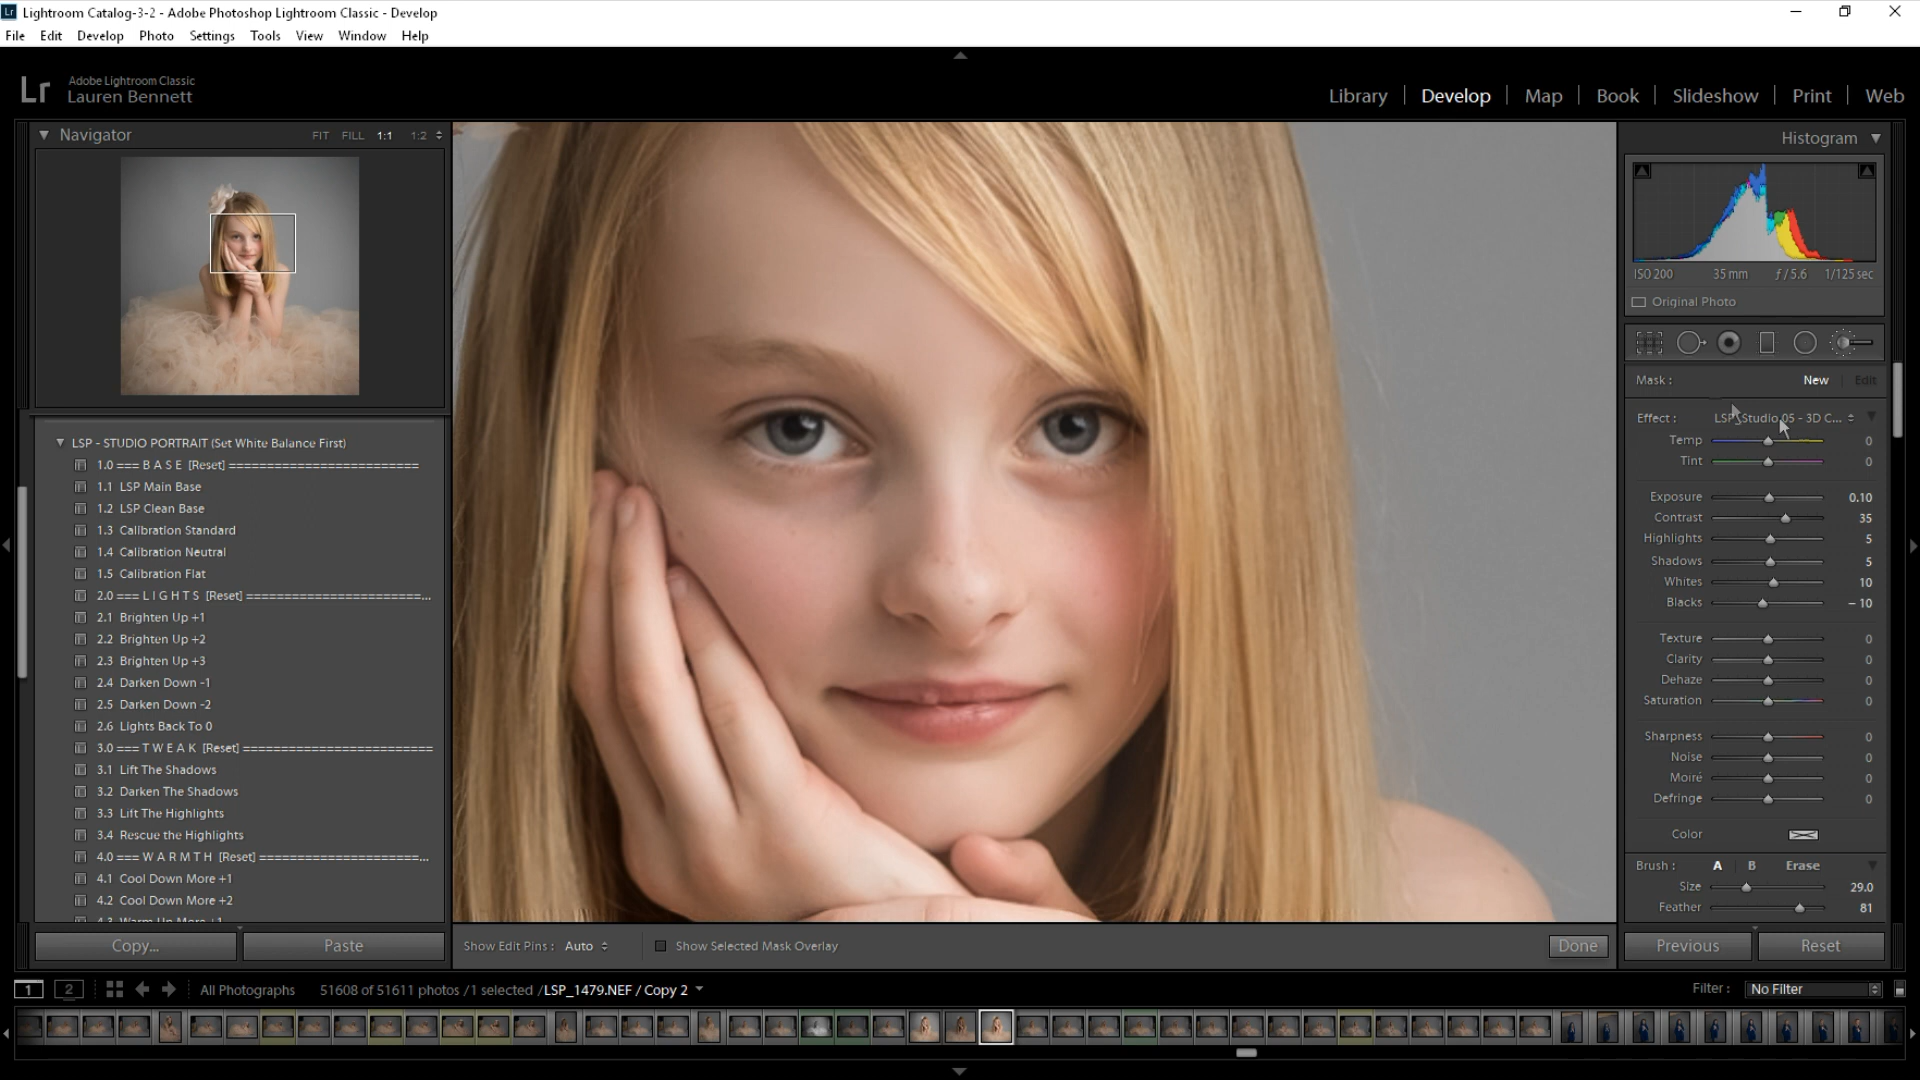 Lr Lightroom Catalog-3-2 - Adobe Photoshop Lightroom Classic - Develop
File Edit Develop Photo Settings Tools View Window Help
Lr Adobe Lightroom Classic
Lauren Bennett
Library | Develop | Map | Book | Slideshow | Print | Web
Navigator FIT FILL 1:1 1:2
LSP - STUDIO PORTRAIT (Set White Balance First)
1.0 === B A S E [Reset] =========================
1.1 LSP Main Base
1.2 LSP Clean Base
1.3 Calibration Standard
1.4 Calibration Neutral
1.5 Calibration Flat
2.0 === L I G H T S [Reset] =======================...
2.1 Brighten Up +1
2.2 Brighten Up +2
2.3 Brighten Up +3
2.4 Darken Down -1
2.5 Darken Down -2
2.6 Lights Back To 0
3.0 === T W E A K [Reset] =========================
3.1 Lift The Shadows
3.2 Darken The Shadows
3.3 Lift The Highlights
3.4 Rescue the Highlights
4.0 === W A R M T H [Reset] =====================...
4.1 Cool Down More +1
4.2 Cool Down More +2
4.3 Warm Up More +1
Copy... Paste
Show Edit Pins : Auto Show Selected Mask Overlay Done
Histogram
ISO 200 35 mm ƒ / 5.6 1/125 sec
Original Photo
Mask : New | Edit
Effect : LSP Studio 05 - 3D C...
Temp 0
Tint 0
Exposure 0.10
Contrast 35
Highlights 5
Shadows 5
Whites 10
Blacks – 10
Texture 0
Clarity 0
Dehaze 0
Saturation 0
Sharpness 0
Noise 0
Moiré 0
Defringe 0
Color
Brush : A B Erase
Size 29.0
Feather 81
Previous Reset
1 2 All Photographs 51608 of 51611 photos /1 selected /LSP_1479.NEF / Copy 2 Filter : No Filter